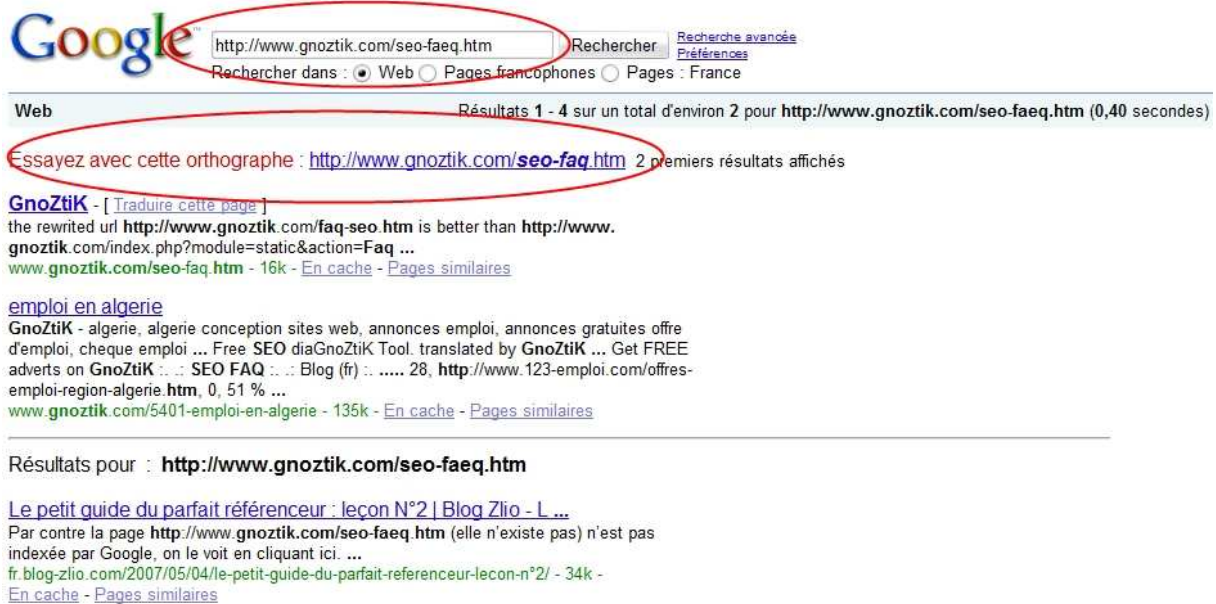 Google™ http://www.gnoztik.com/seo-faeq.htm Rechercher Recherche avancée
Préférences
Rechercher dans : Web Pages francophones Pages : France
Web Résultats 1 - 4 sur un total d'environ 2 pour http://www.gnoztik.com/seo-faeq.htm (0,40 secondes)
Essayez avec cette orthographe : http://www.gnoztik.com/seo-faq.htm 2 premiers résultats affichés
GnoZtiK - [ Traduire cette page ]
the rewrited url http://www.gnoztik.com/faq-seo.htm is better than http://www.
gnoztik.com/index.php?module=static&action=Faq ...
www.gnoztik.com/seo-faq.htm - 16k - En cache - Pages similaires
emploi en algerie
GnoZtiK - algerie, algerie conception sites web, annonces emploi, annonces gratuites offre
d'emploi, cheque emploi ... Free SEO diaGnoZtiK Tool. translated by GnoZtiK ... Get FREE
adverts on GnoZtiK :. .: SEO FAQ :. .: Blog (fr) :. ..... 28, http://www.123-emploi.com/offres-
emploi-region-algerie.htm, 0, 51 % ...
www.gnoztik.com/5401-emploi-en-algerie - 135k - En cache - Pages similaires
Résultats pour : http://www.gnoztik.com/seo-faeq.htm
Le petit guide du parfait référenceur : leçon N°2 | Blog Zlio - L ...
Par contre la page http://www.gnoztik.com/seo-faeq.htm (elle n'existe pas) n'est pas
indexée par Google, on le voit en cliquant ici. ...
fr.blog-zlio.com/2007/05/04/le-petit-guide-du-parfait-referenceur-lecon-n°2/ - 34k -
En cache - Pages similaires